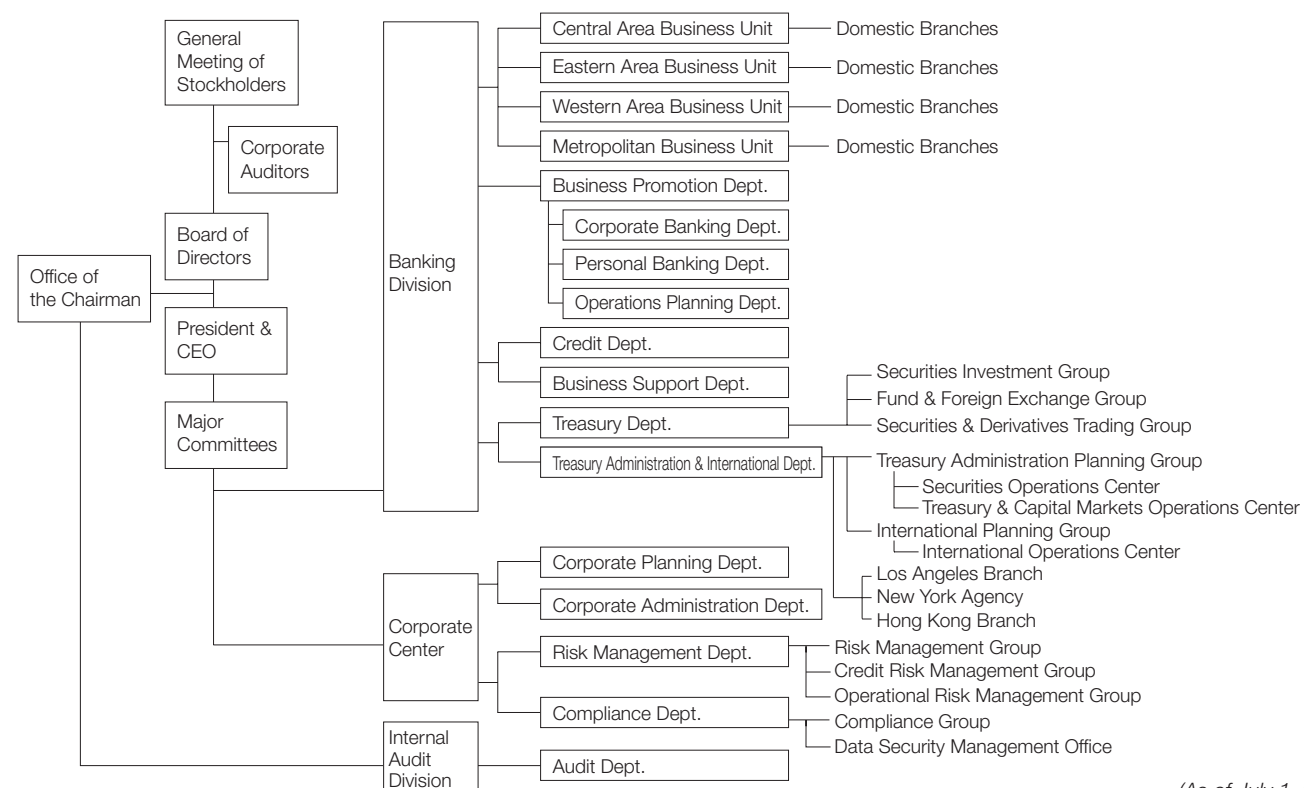 General
Meeting of
Stockholders
Corporate
Auditors
Board of
Directors
Office of
the Chairman
President &
CEO
Major
Committees
Banking
Division
Central Area Business Unit
Domestic Branches
Eastern Area Business Unit
Domestic Branches
Western Area Business Unit
Domestic Branches
Metropolitan Business Unit
Domestic Branches
Business Promotion Dept.
Corporate Banking Dept.
Personal Banking Dept.
Operations Planning Dept.
Credit Dept.
Business Support Dept.
Treasury Dept.
Securities Investment Group
Fund & Foreign Exchange Group
Securities & Derivatives Trading Group
Treasury Administration & International Dept.
Treasury Administration Planning Group
Securities Operations Center
Treasury & Capital Markets Operations Center
International Planning Group
International Operations Center
Los Angeles Branch
New York Agency
Hong Kong Branch
Corporate
Center
Corporate Planning Dept.
Corporate Administration Dept.
Risk Management Dept.
Risk Management Group
Credit Risk Management Group
Operational Risk Management Group
Compliance Dept.
Compliance Group
Data Security Management Office
Internal
Audit
Division
Audit Dept.
(As of July 1